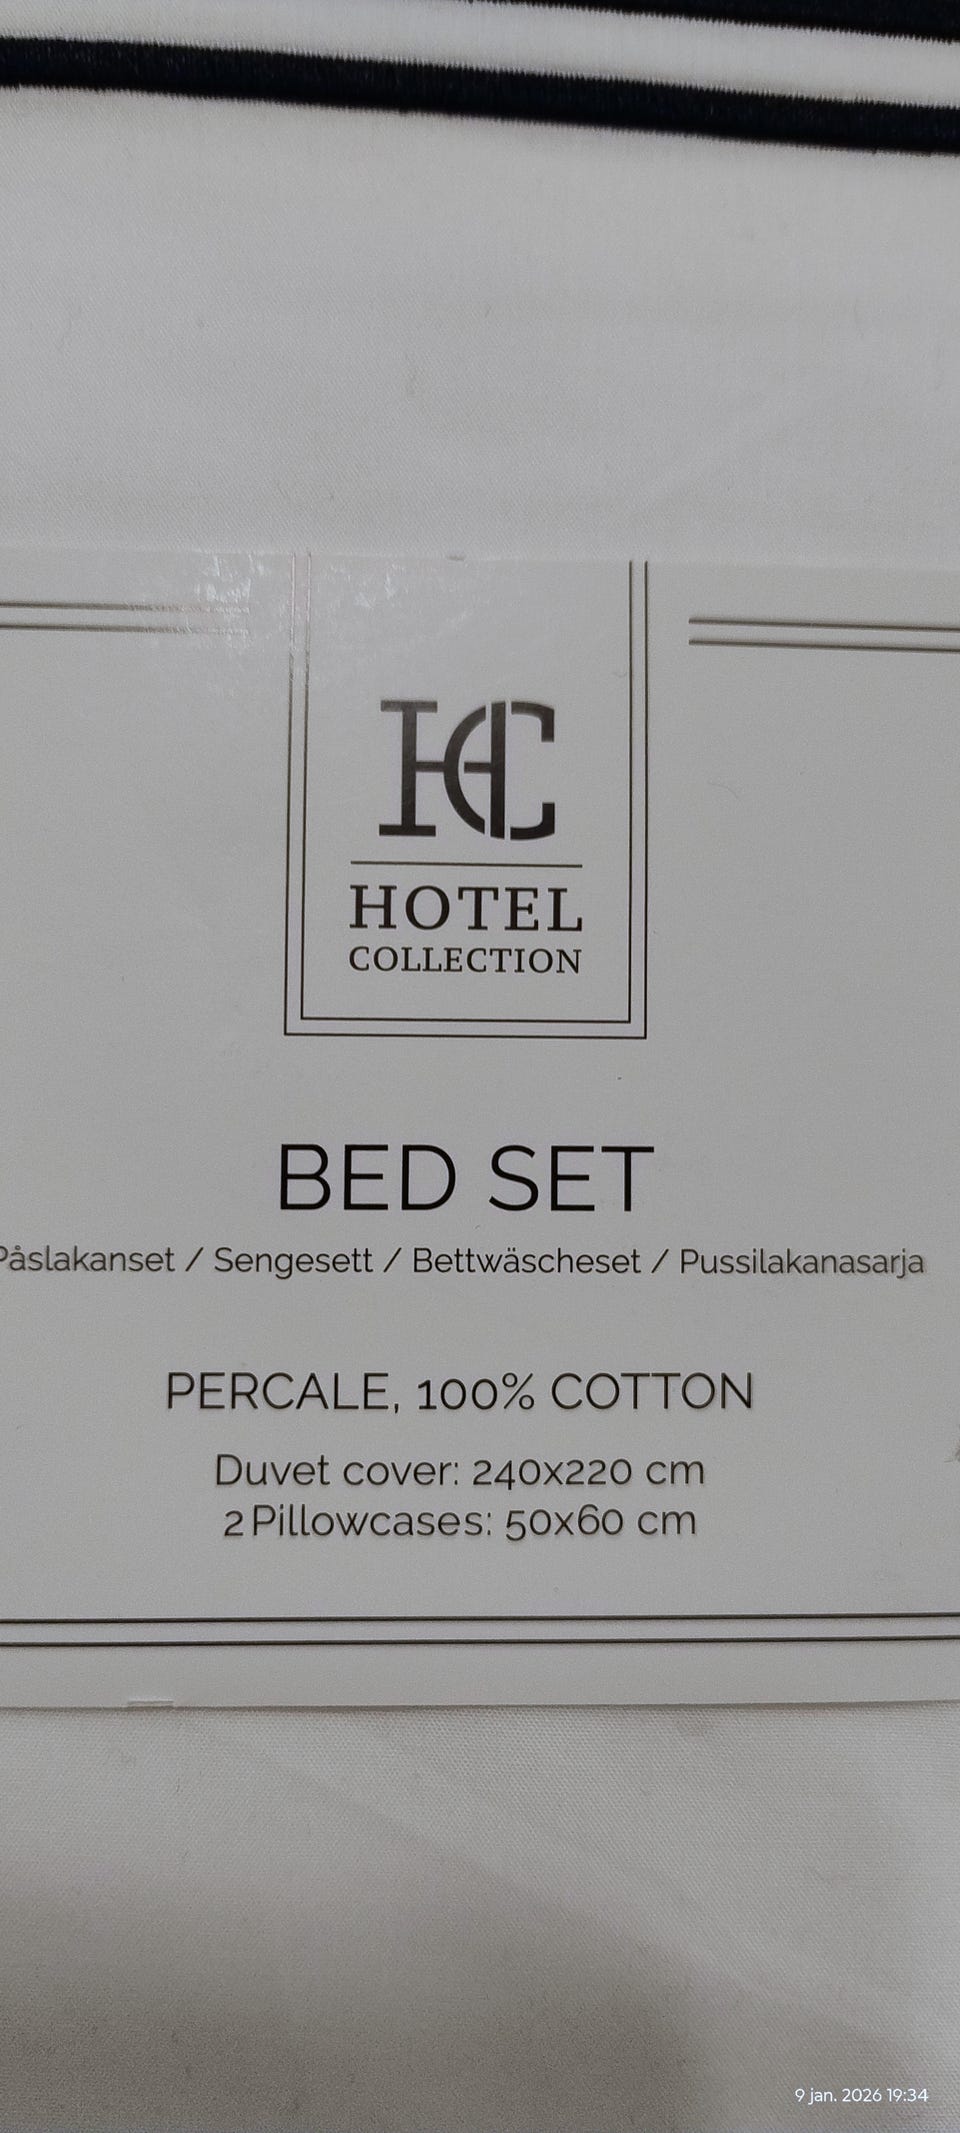 HC
HOTEL
COLLECTION
BED SET
Påslakanset / Sengesett / Bettwäscheset / Pussilakanasarja
PERCALE, 100% COTTON
Duvet cover: 240x220 cm
2 Pillowcases: 50x60 cm
9 jan. 2026 19:34